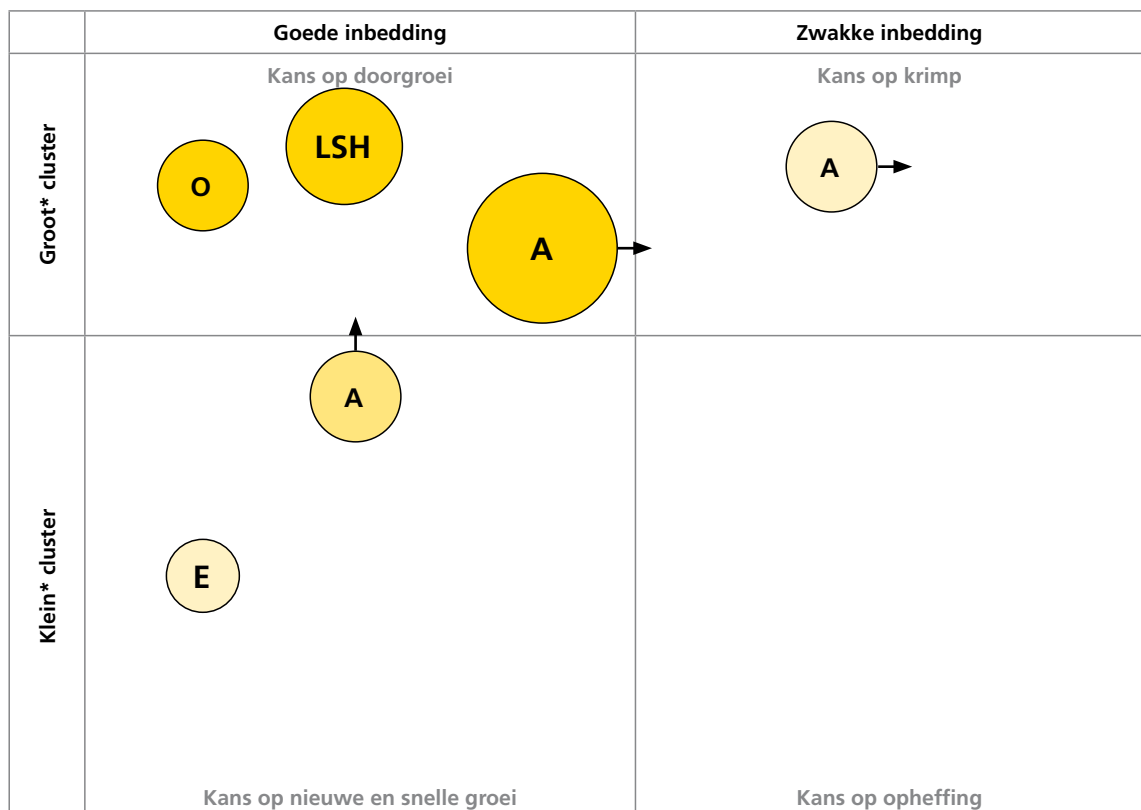 Goede inbedding
Zwakke inbedding
Groot* cluster
Kans op doorgroei
Kans op krimp
LSH
O
A
A
Klein* cluster
A
E
Kans op nieuwe en snelle groei
Kans op opheffing